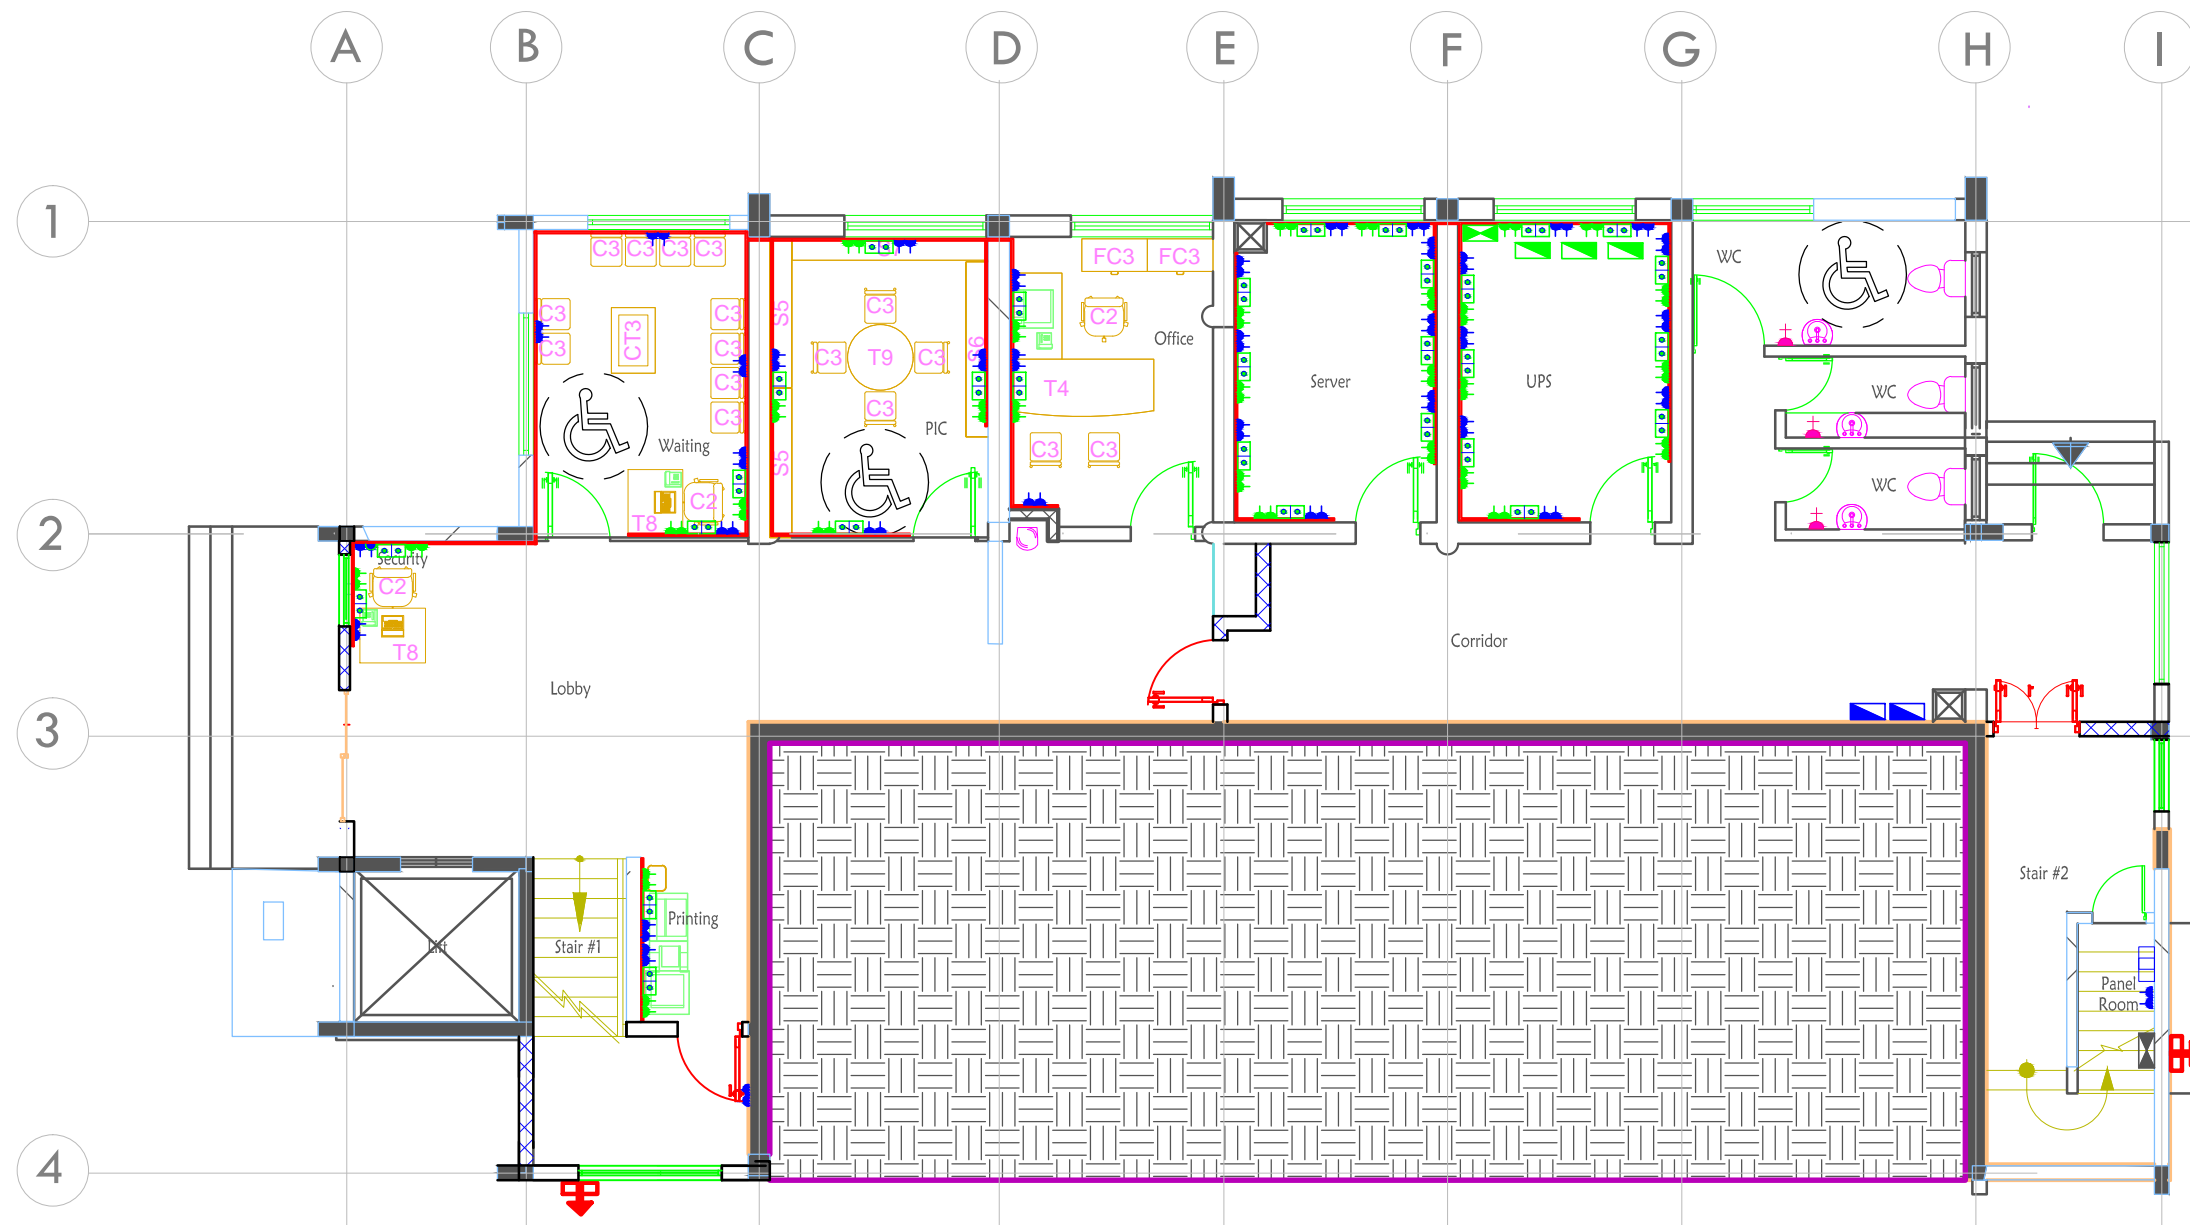 A B C D E F G H I
1
C3 C3 C3 C3
FC3 FC3
WC
C3 C3
S5 C3
C2
C3 CT3 C3
C3 T9 C3
Office
C3
T4
Server
UPS
WC
C3
C3
PIC
Waiting
S5
C3 C3
WC
C2
T8
2
Security
C2
T8
Corridor
Lobby
3
Stair #2
Printing
Lift
Stair #1
Panel
Room
4